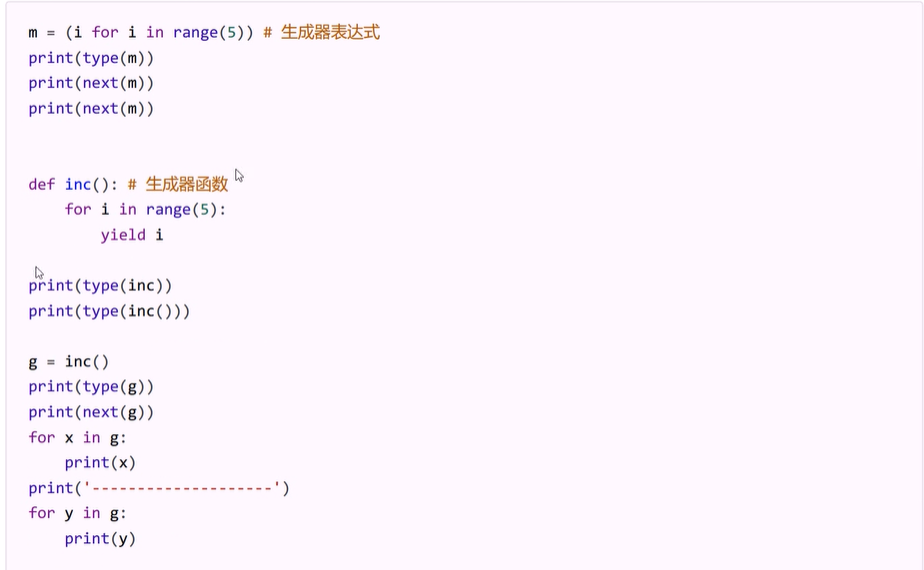 m = (i for i in range(5)) # 生成器表达式
print(type(m))
print(next(m))
print(next(m))
def inc(): # 生成器函数
    for i in range(5):
        yield i
print(type(inc))
print(type(inc()))
g = inc()
print(type(g))
print(next(g))
for x in g:
    print(x)
print('--------------------')
for y in g:
    print(y)